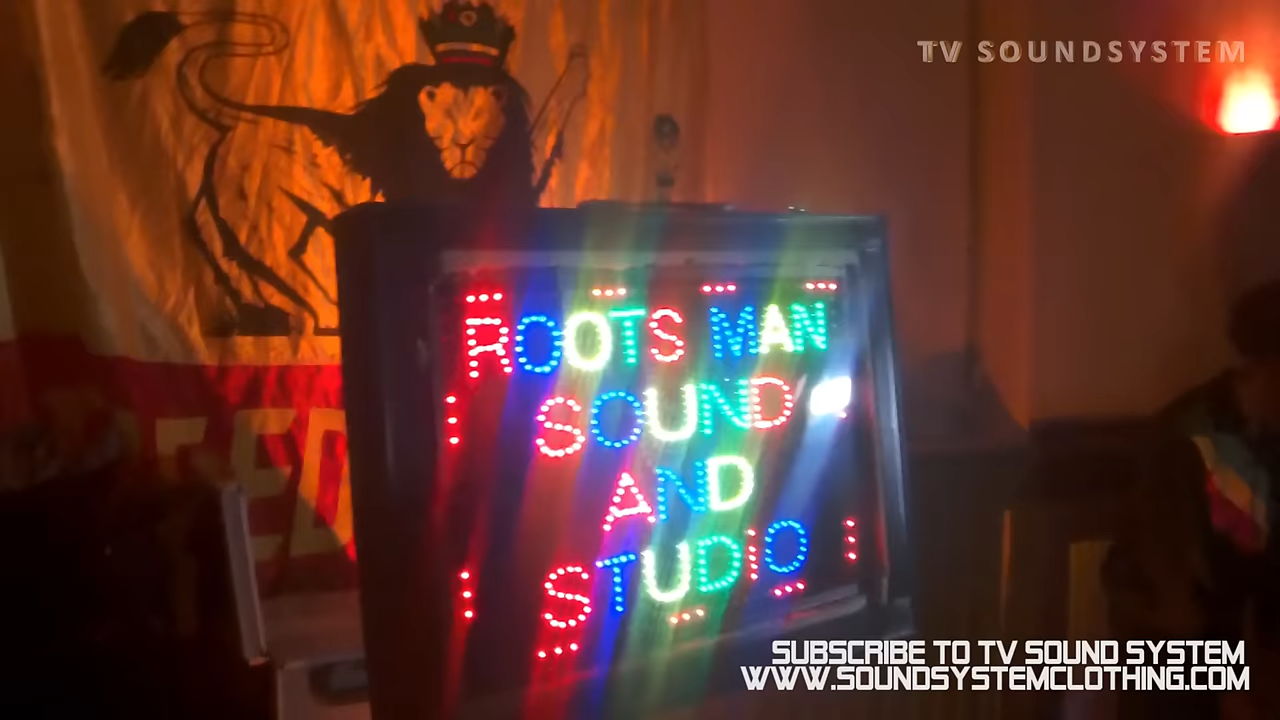 TV SOUNDSYSTEM
ROOTS MAN
SOUND
AND
STUDIO
SUBSCRIBE TO TV SOUND SYSTEM
WWW.SOUNDSYSTEMCLOTHING.COM